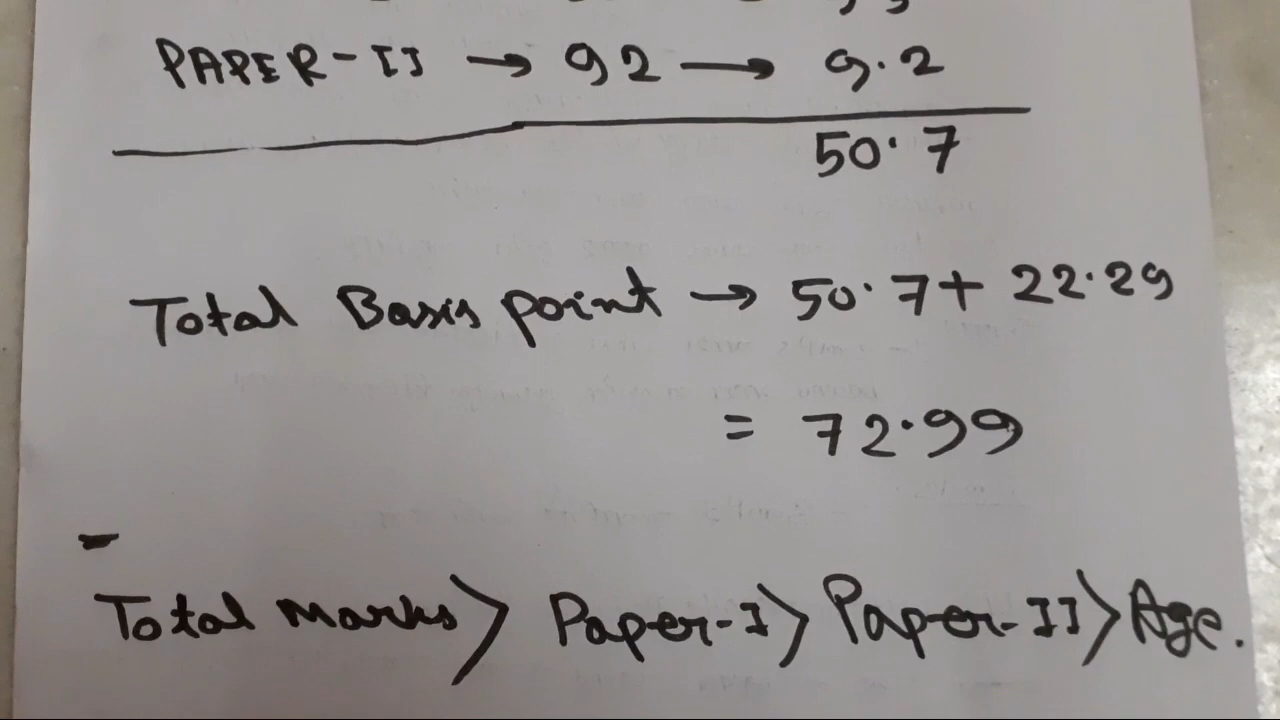 PAPER-II → 92 → 9.2
50.7
Total Basis point → 50.7 + 22.29
= 72.99
-
Total Marks > Paper-I > Paper-II > Age.